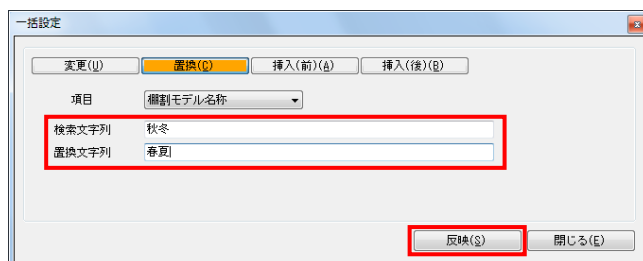 一括設定
変更(U) 置換(C) 挿入(前)(A) 挿入(後)(B)
項目 棚割モデル名称
検索文字列 秋冬
置換文字列 春夏
反映(S) 閉じる(E)